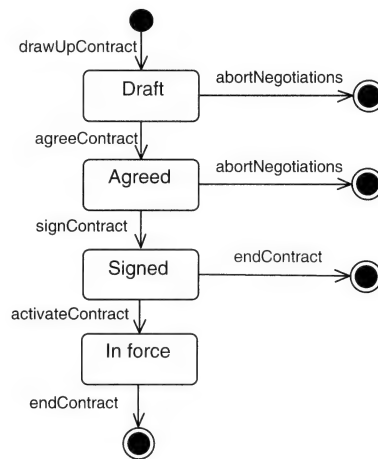 drawUpContract
Draft
abortNegotiations
agreeContract
Agreed
abortNegotiations
signContract
Signed
endContract
activateContract
In force
endContract